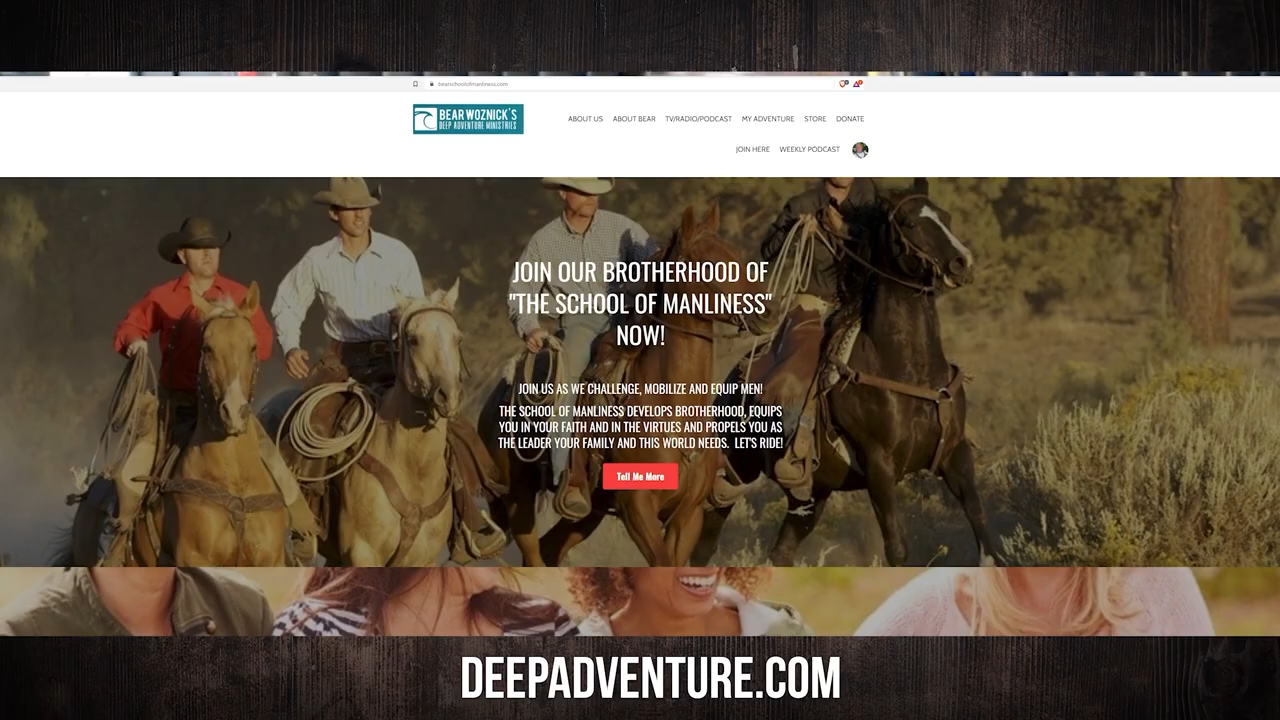 bearschoolofmanliness.com
BEAR WOZNICK'S
DEEP ADVENTURE MINISTRIES
ABOUT US ABOUT BEAR TV/RADIO/PODCAST MY ADVENTURE STORE DONATE
JOIN HERE WEEKLY PODCAST
JOIN OUR BROTHERHOOD OF
"THE SCHOOL OF MANLINESS"
NOW!
JOIN US AS WE CHALLENGE, MOBILIZE AND EQUIP MEN!
THE SCHOOL OF MANLINESS DEVELOPS BROTHERHOOD, EQUIPS
YOU IN YOUR FAITH AND IN THE VIRTUES AND PROPELS YOU AS
THE LEADER YOUR FAMILY AND THIS WORLD NEEDS. LET'S RIDE!
Tell Me More
DEEPADVENTURE.COM